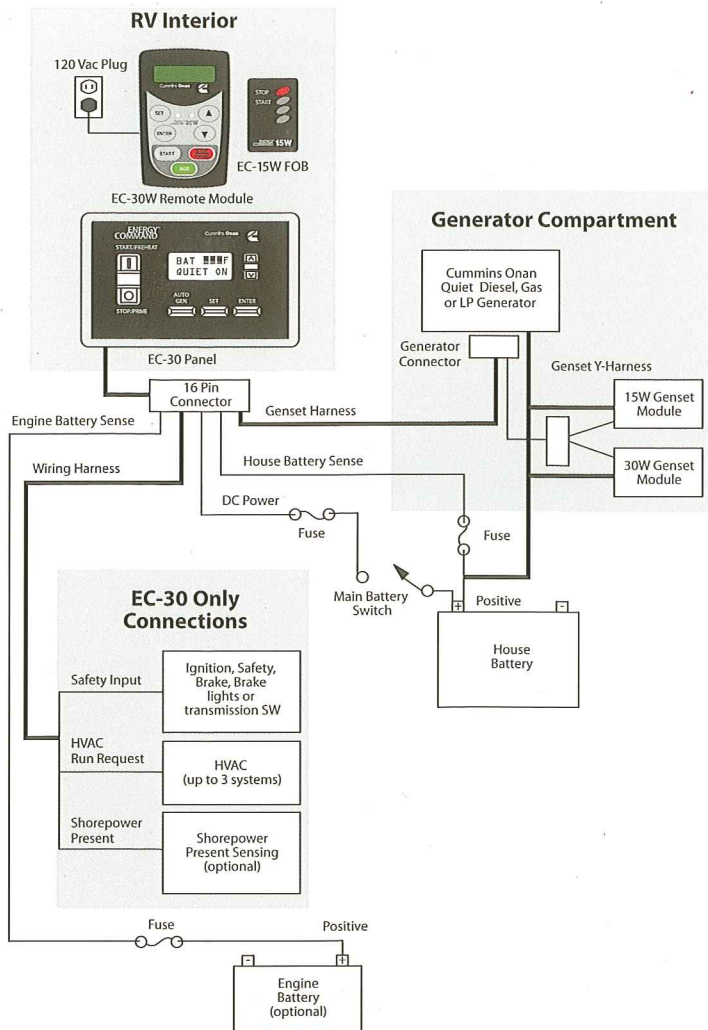 RV Interior
120 Vac Plug
Cummins Onan
SET
ENTER
START
AGS
STOP
START
15W
EC-15W FOB
EC-30W Remote Module
ENERGY
COMMAND
Cummins Onan
START/PREHEAT
BAT F
QUIET ON
AUTO
GEN
SET
ENTER
STOP/PRIME
EC-30 Panel
Generator Compartment
Cummins Onan
Quiet Diesel, Gas
or LP Generator
Generator
Connector
Genset Y-Harness
15W Genset
Module
30W Genset
Module
16 Pin
Connector
Genset Harness
Engine Battery Sense
House Battery Sense
Wiring Harness
DC Power
Fuse
Fuse
Main Battery
Switch
+
Positive
-
House
Battery
EC-30 Only
Connections
Safety Input
Ignition, Safety,
Brake, Brake
lights or
transmission SW
HVAC
Run Request
HVAC
(up to 3 systems)
Shorepower
Present
Shorepower
Present Sensing
(optional)
Fuse
Positive
-
+
Engine
Battery
(optional)